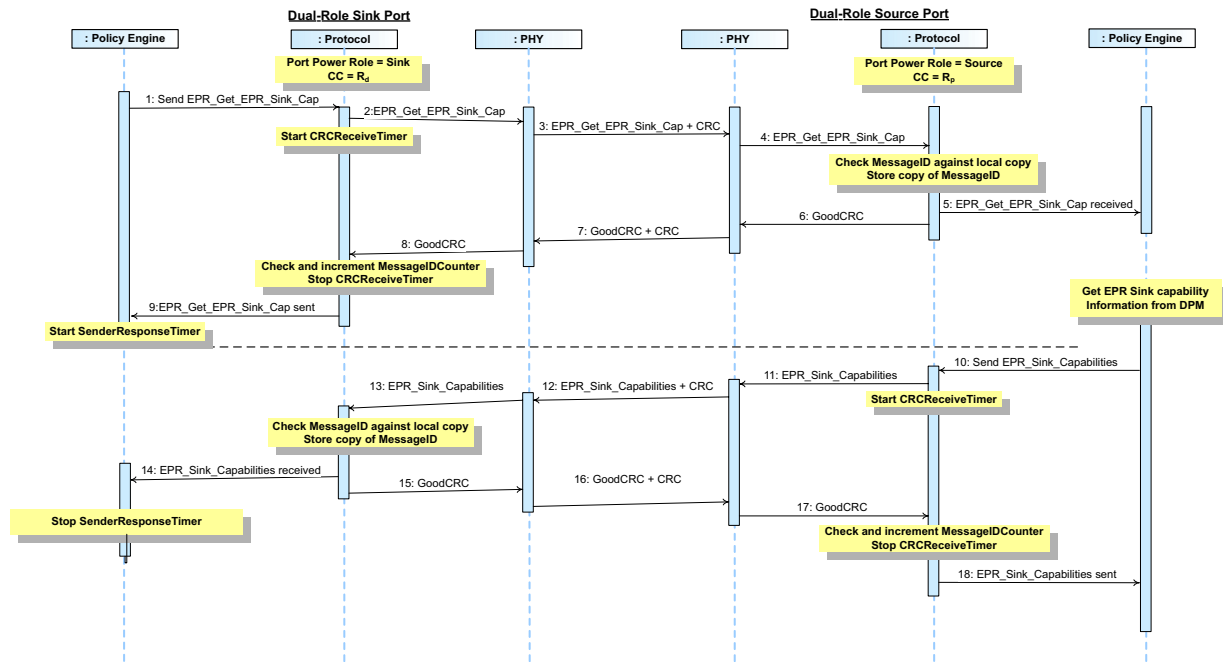 Dual-Role Sink Port
Dual-Role Source Port
: Policy Engine
: Protocol
: PHY
: PHY
: Protocol
: Policy Engine
Port Power Role = Sink
CC = Rd
Port Power Role = Source
CC = Rp
1: Send EPR_Get_EPR_Sink_Cap
2:EPR_Get_EPR_Sink_Cap
Start CRCReceiveTimer
3: EPR_Get_EPR_Sink_Cap + CRC
4: EPR_Get_EPR_Sink_Cap
Check MessageID against local copy
Store copy of MessageID
5: EPR_Get_EPR_Sink_Cap received
6: GoodCRC
7: GoodCRC + CRC
8: GoodCRC
Check and increment MessageIDCounter
Stop CRCReceiveTimer
9:EPR_Get_EPR_Sink_Cap sent
Start SenderResponseTimer
Get EPR Sink capability
Information from DPM
10: Send EPR_Sink_Capabilities
11: EPR_Sink_Capabilities
Start CRCReceiveTimer
12: EPR_Sink_Capabilities + CRC
13: EPR_Sink_Capabilities
Check MessageID against local copy
Store copy of MessageID
14: EPR_Sink_Capabilities received
15: GoodCRC
16: GoodCRC + CRC
17: GoodCRC
Stop SenderResponseTimer
Check and increment MessageIDCounter
Stop CRCReceiveTimer
18: EPR_Sink_Capabilities sent